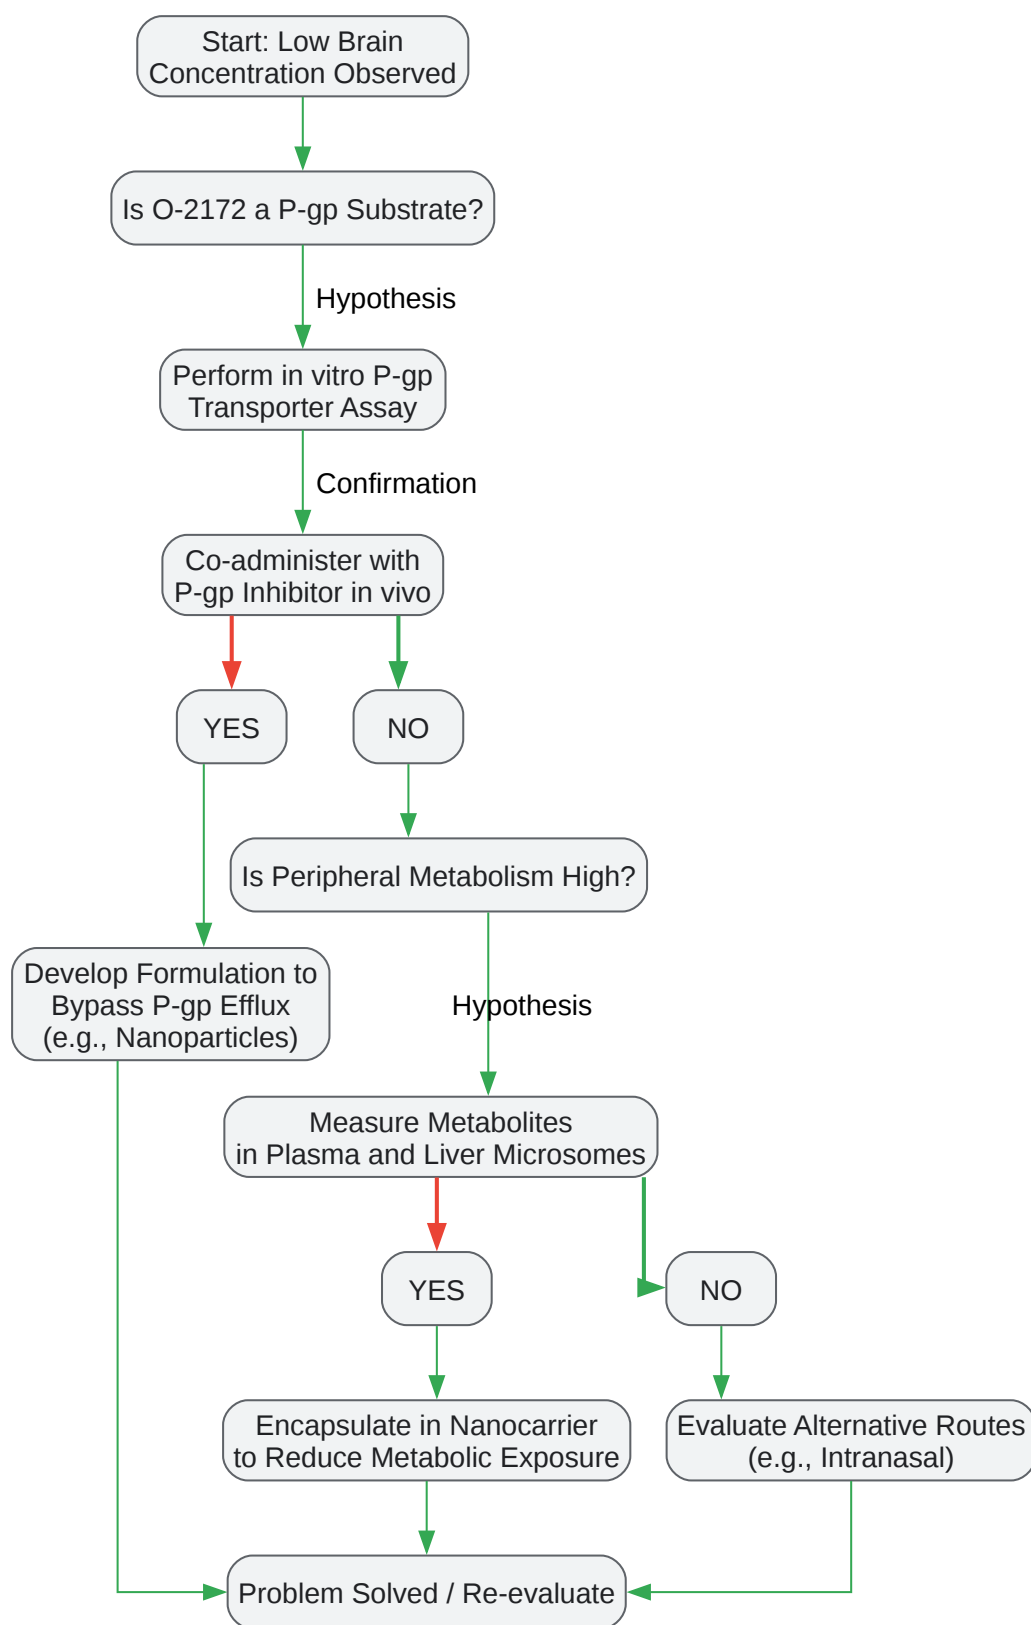 Start: Low Brain
Concentration Observed
Is O-2172 a P-gp Substrate?
Hypothesis
Perform in vitro P-gp
Transporter Assay
Confirmation
Co-administer with
P-gp Inhibitor in vivo
YES
NO
Is Peripheral Metabolism High?
Develop Formulation to
Bypass P-gp Efflux
(e.g., Nanoparticles)
Hypothesis
Measure Metabolites
in Plasma and Liver Microsomes
YES
NO
Encapsulate in Nanocarrier
to Reduce Metabolic Exposure
Evaluate Alternative Routes
(e.g., Intranasal)
Problem Solved / Re-evaluate